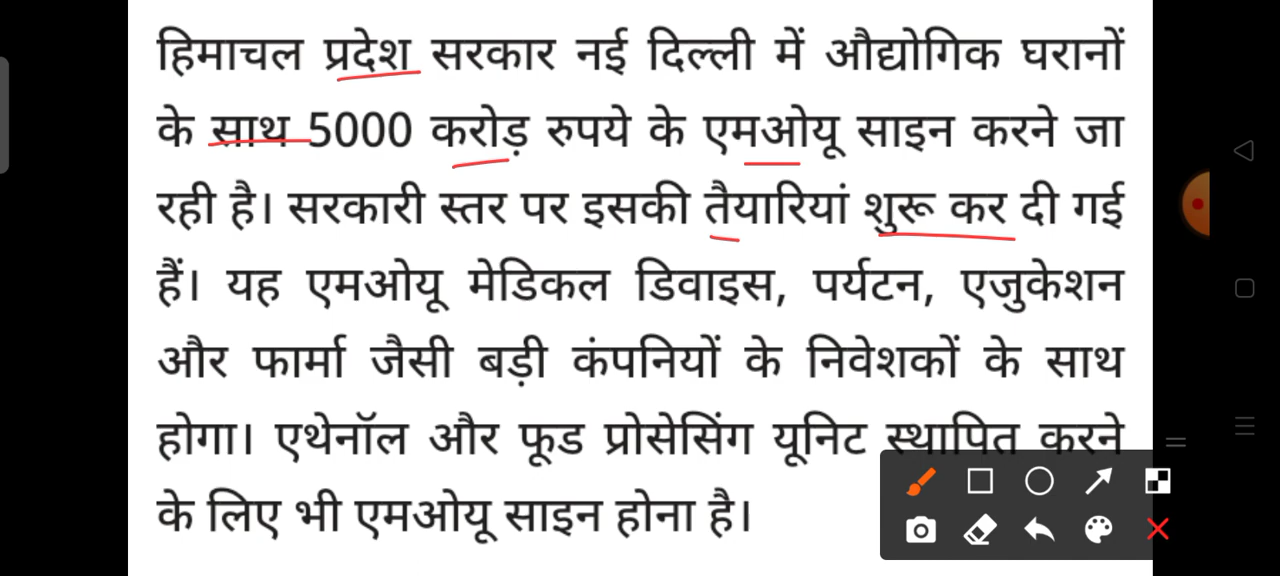 हिमाचल प्रदेश सरकार नई दिल्ली में औद्योगिक घरानों
के साथ 5000 करोड़ रुपये के एमओयू साइन करने जा
रही है। सरकारी स्तर पर इसकी तैयारियां शुरू कर दी गई
हैं। यह एमओयू मेडिकल डिवाइस, पर्यटन, एजुकेशन
और फार्मा जैसी बड़ी कंपनियों के निवेशकों के साथ
होगा। एथेनॉल और फूड प्रोसेसिंग यूनिट स्थापित करने
के लिए भी एमओयू साइन होना है।